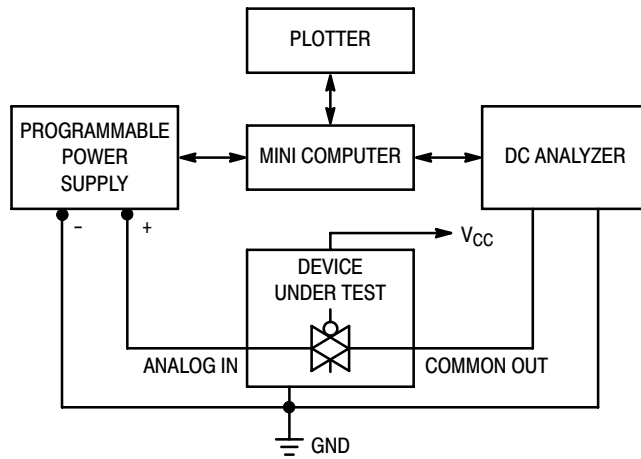 PLOTTER
PROGRAMMABLE
POWER
SUPPLY
MINI COMPUTER
DC ANALYZER
– +
VCC
DEVICE
UNDER TEST
ANALOG IN
COMMON OUT
GND